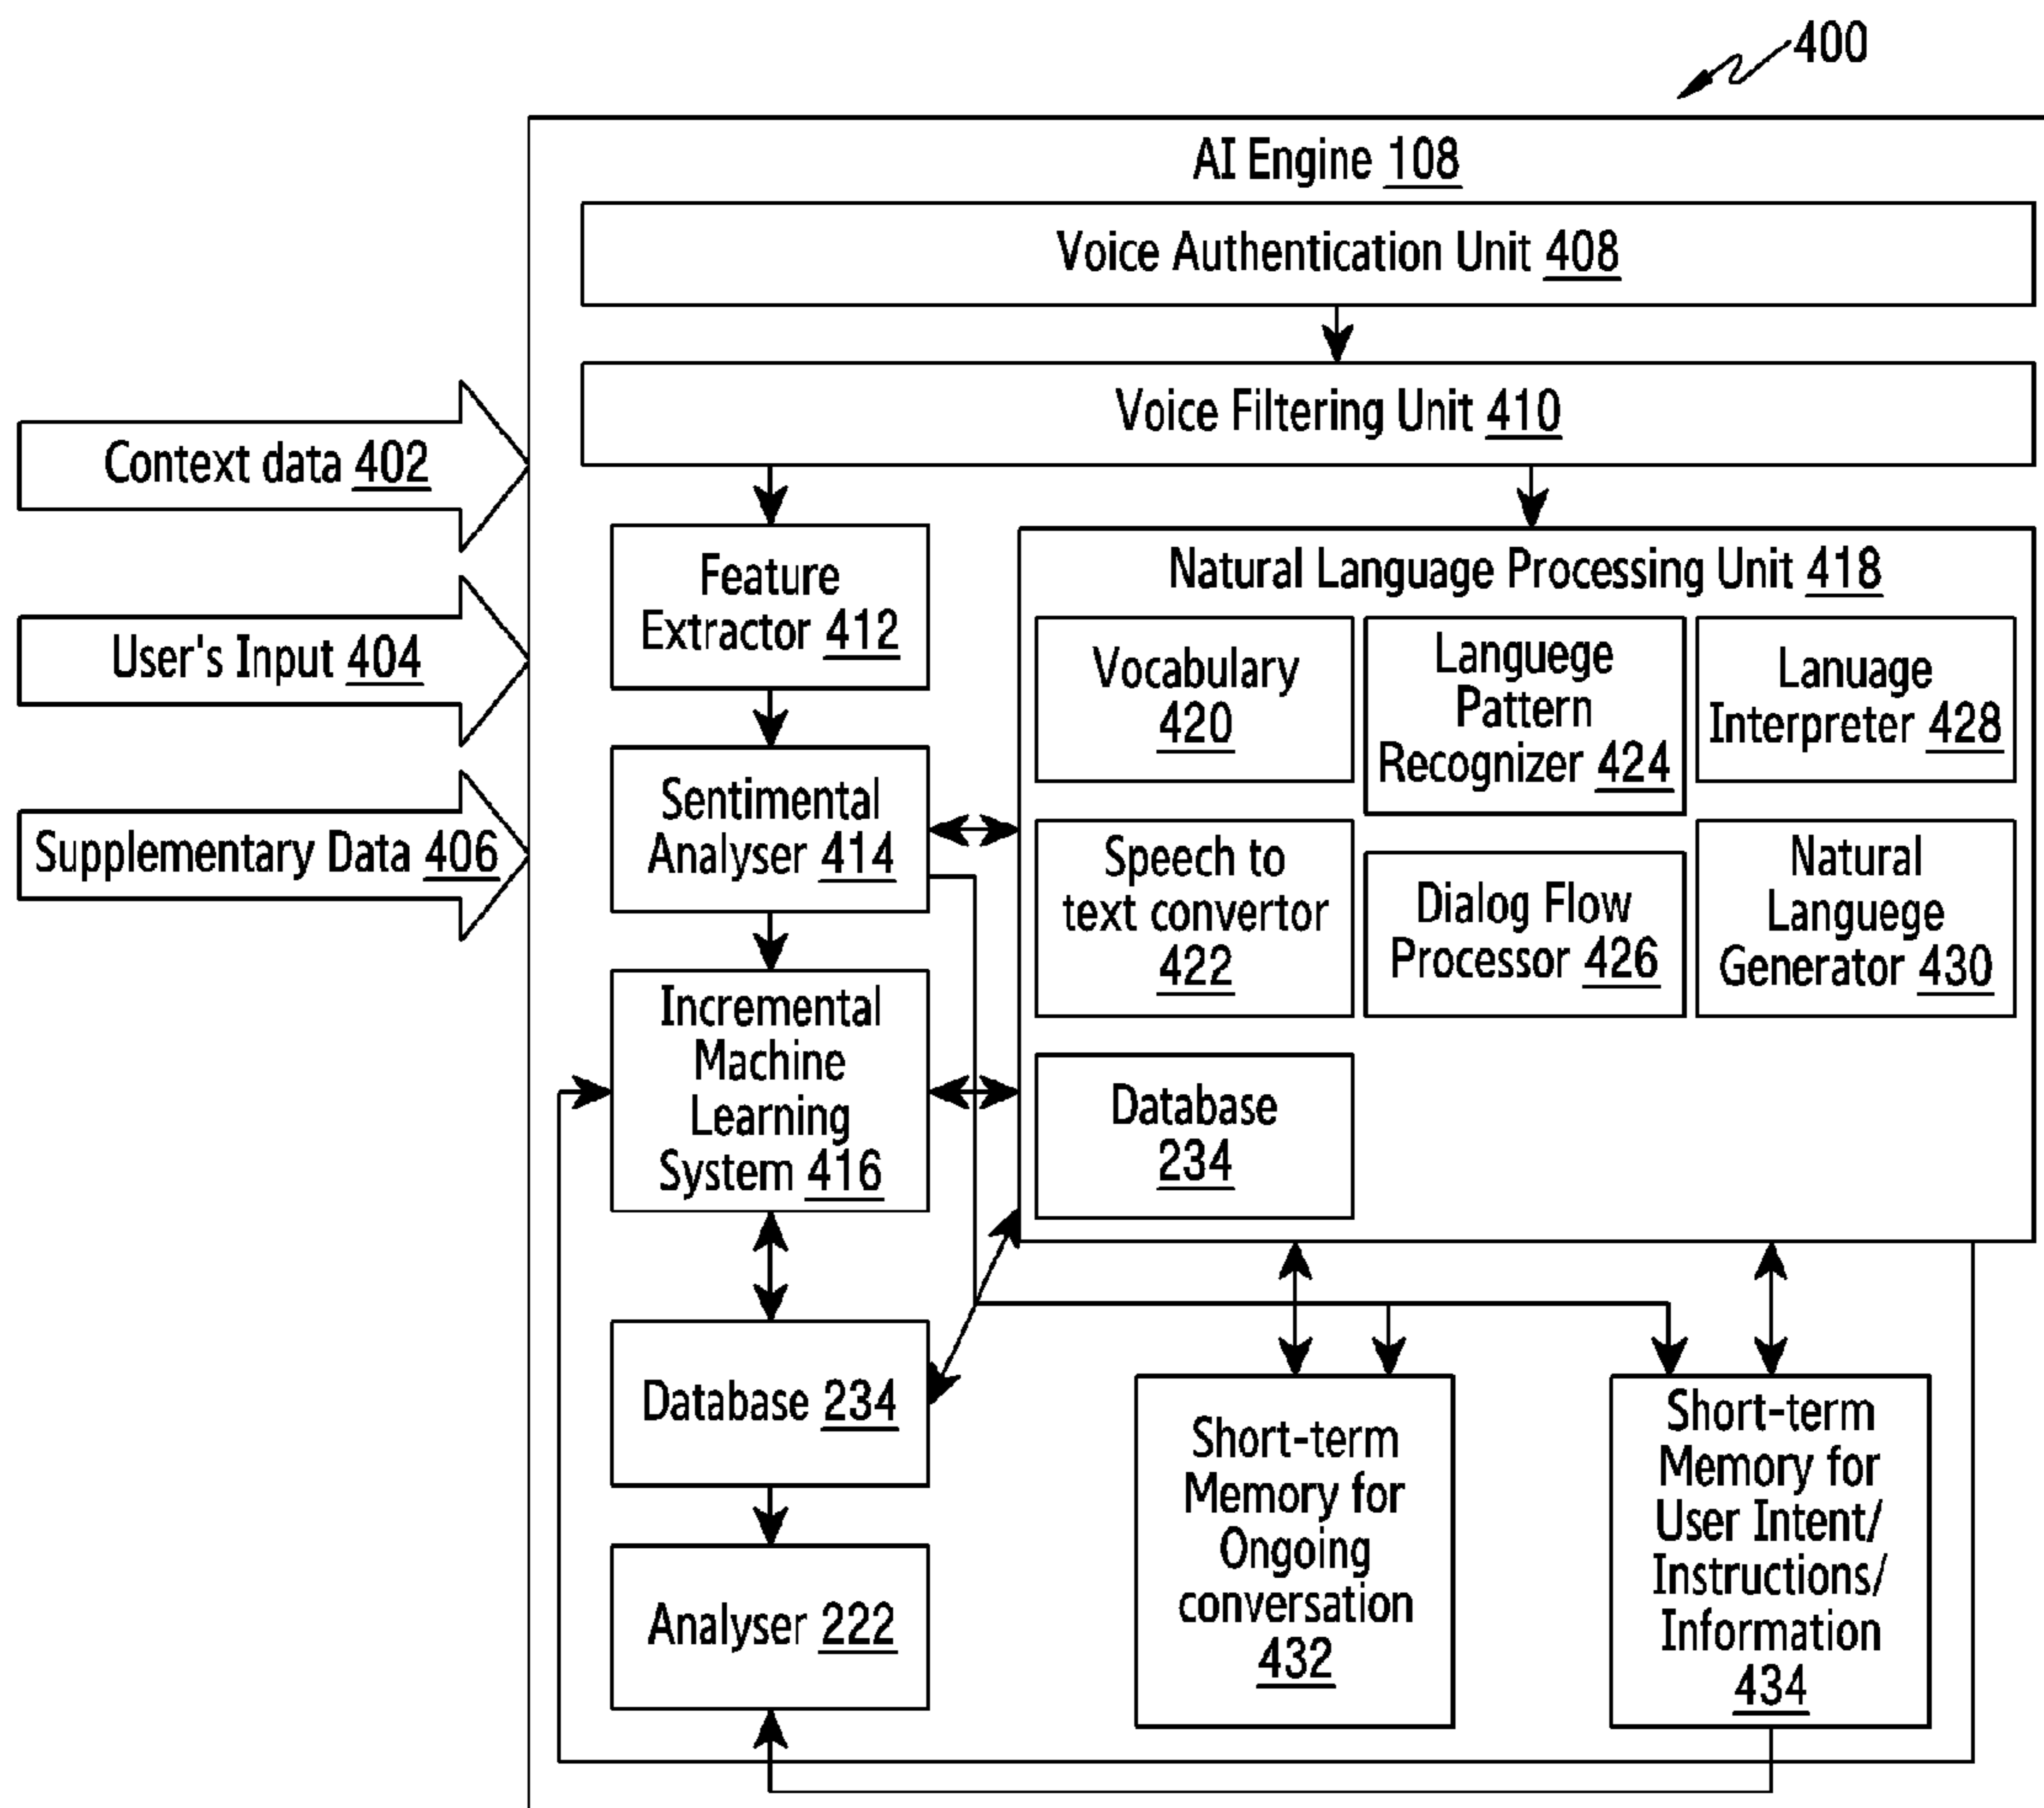 400
AI Engine 108
Voice Authentication Unit 408
Voice Filtering Unit 410
Context data 402
User's Input 404
Supplementary Data 406
Feature
Extractor 412
Sentimental
Analyser 414
Incremental
Machine
Learning
System 416
Database 234
Analyser 222
Natural Language Processing Unit 418
Vocabulary
420
Languege
Pattern
Recognizer 424
Lanuage
Interpreter 428
Speech to
text convertor
422
Dialog Flow
Processor 426
Natural
Languege
Generator 430
Database
234
Short-term
Memory for
Ongoing
conversation
432
Short-term
Memory for
User Intent/
Instructions/
Information
434